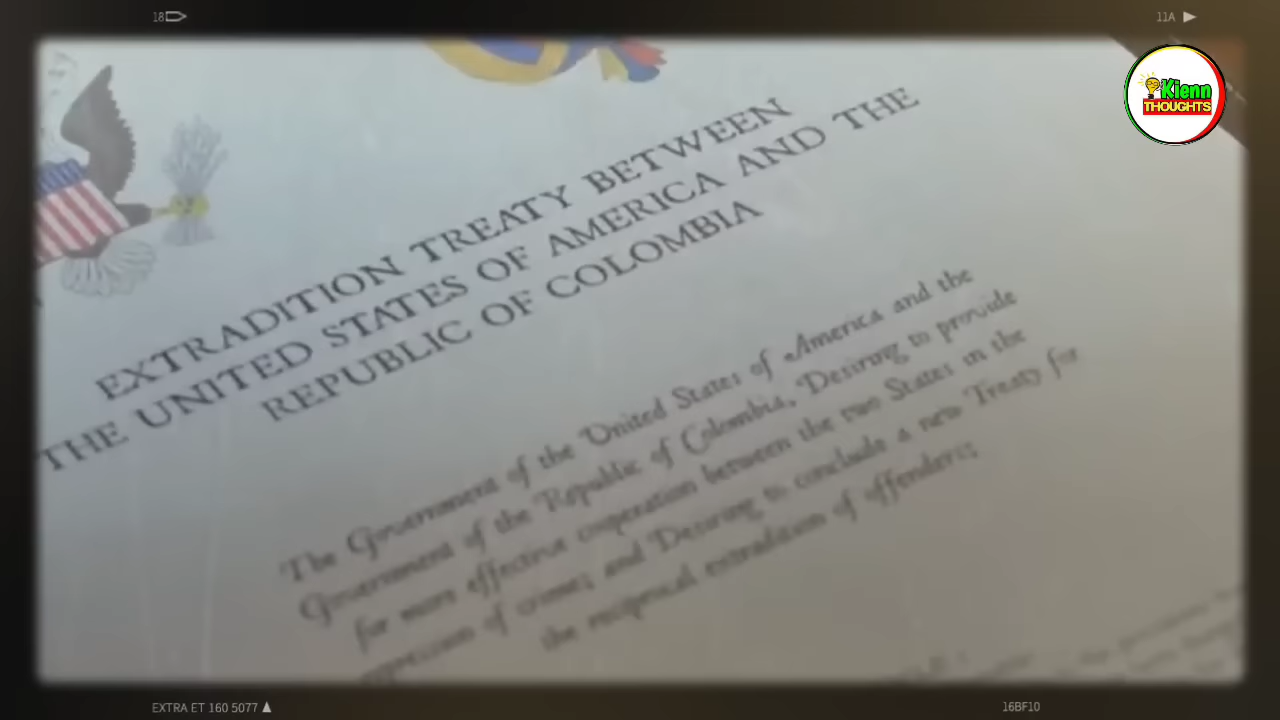 18
11A
Kienn
THOUGHTS
EXTRADITION TREATY BETWEEN
THE UNITED STATES OF AMERICA AND THE
REPUBLIC OF COLOMBIA
The Government of the United States of America and the
Government of the Republic of Colombia, Desiring to provide
for more effective cooperation between the two States in the
of crimes; and Desiring to conclude a new Treaty for
the reciprocal extradition of offenders;
EXTRA ET 160 5077
16BF10